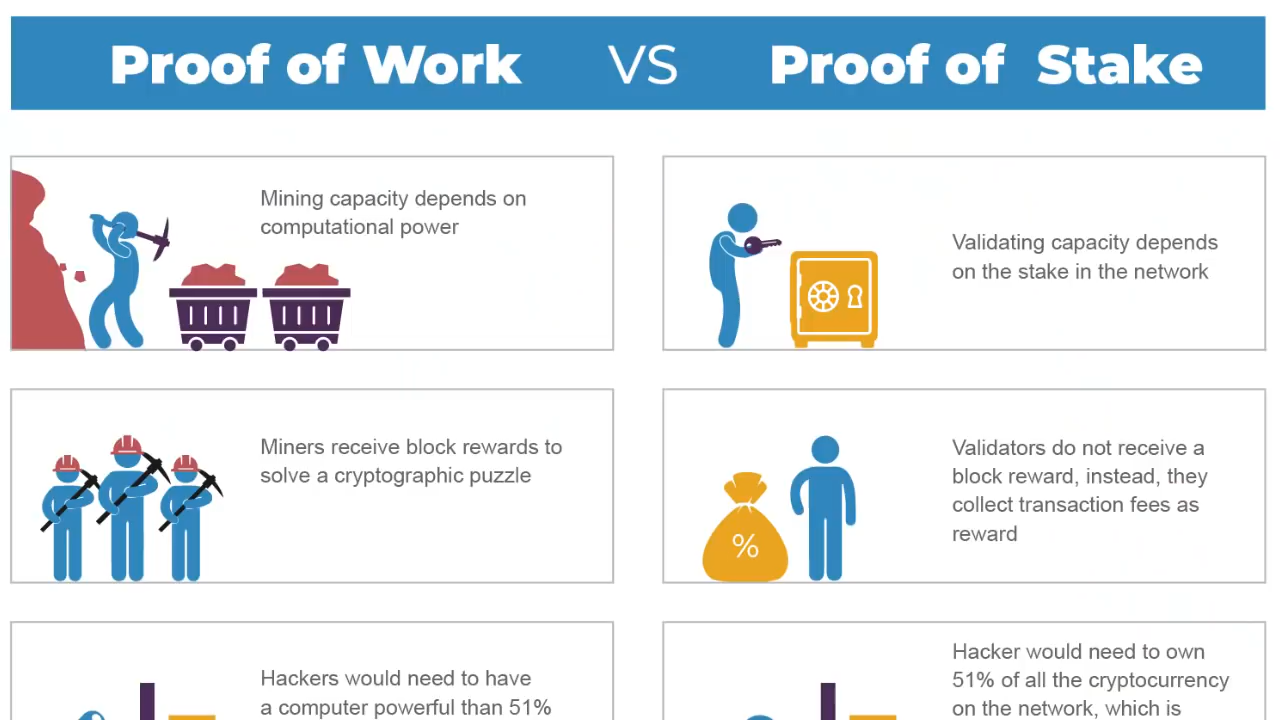 Proof of Work VS Proof of Stake
Mining capacity depends on
computational power
Validating capacity depends
on the stake in the network
Miners receive block rewards to
solve a cryptographic puzzle
Validators do not receive a
block reward, instead, they
collect transaction fees as
reward
%
Hackers would need to have
a computer powerful than 51%
Hacker would need to own
51% of all the cryptocurrency
on the network, which is